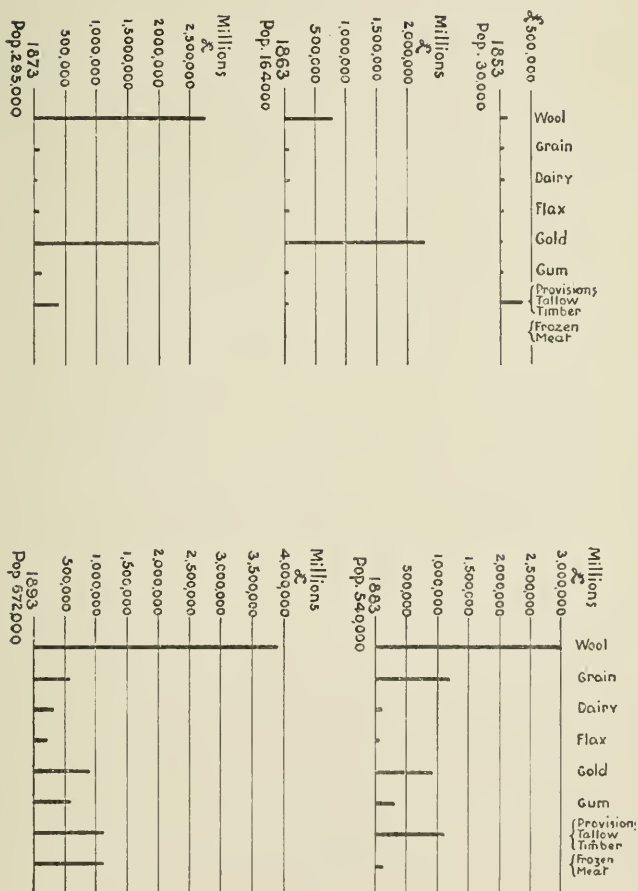 £500,000
1853
Pop. 30,000
Wool
Grain
Dairy
Flax
Gold
Gum
Provisions
Tallow
Timber
Frozen
Meat
Millions
£
2,000,000
1,500,000
1,000,000
500,000
1863
Pop. 164000
Millions
£
2,500,000
2000,000
1,5000,000
1,000,000
500,000
1873
Pop. 295,000
Millions
£
3,000,000
2,500,000
2,000,000
1,500,000
1,000,000
500,000
1883
Pop. 540,000
Wool
Grain
Dairy
Flax
Gold
Gum
Provisions
Tallow
Timber
Frozen
Meat
Millions
£
4,000,000
3,500,000
3,000,000
2,500,000
2,000,000
1,500,000
1,000,000
500,000
1893
Pop 672,000